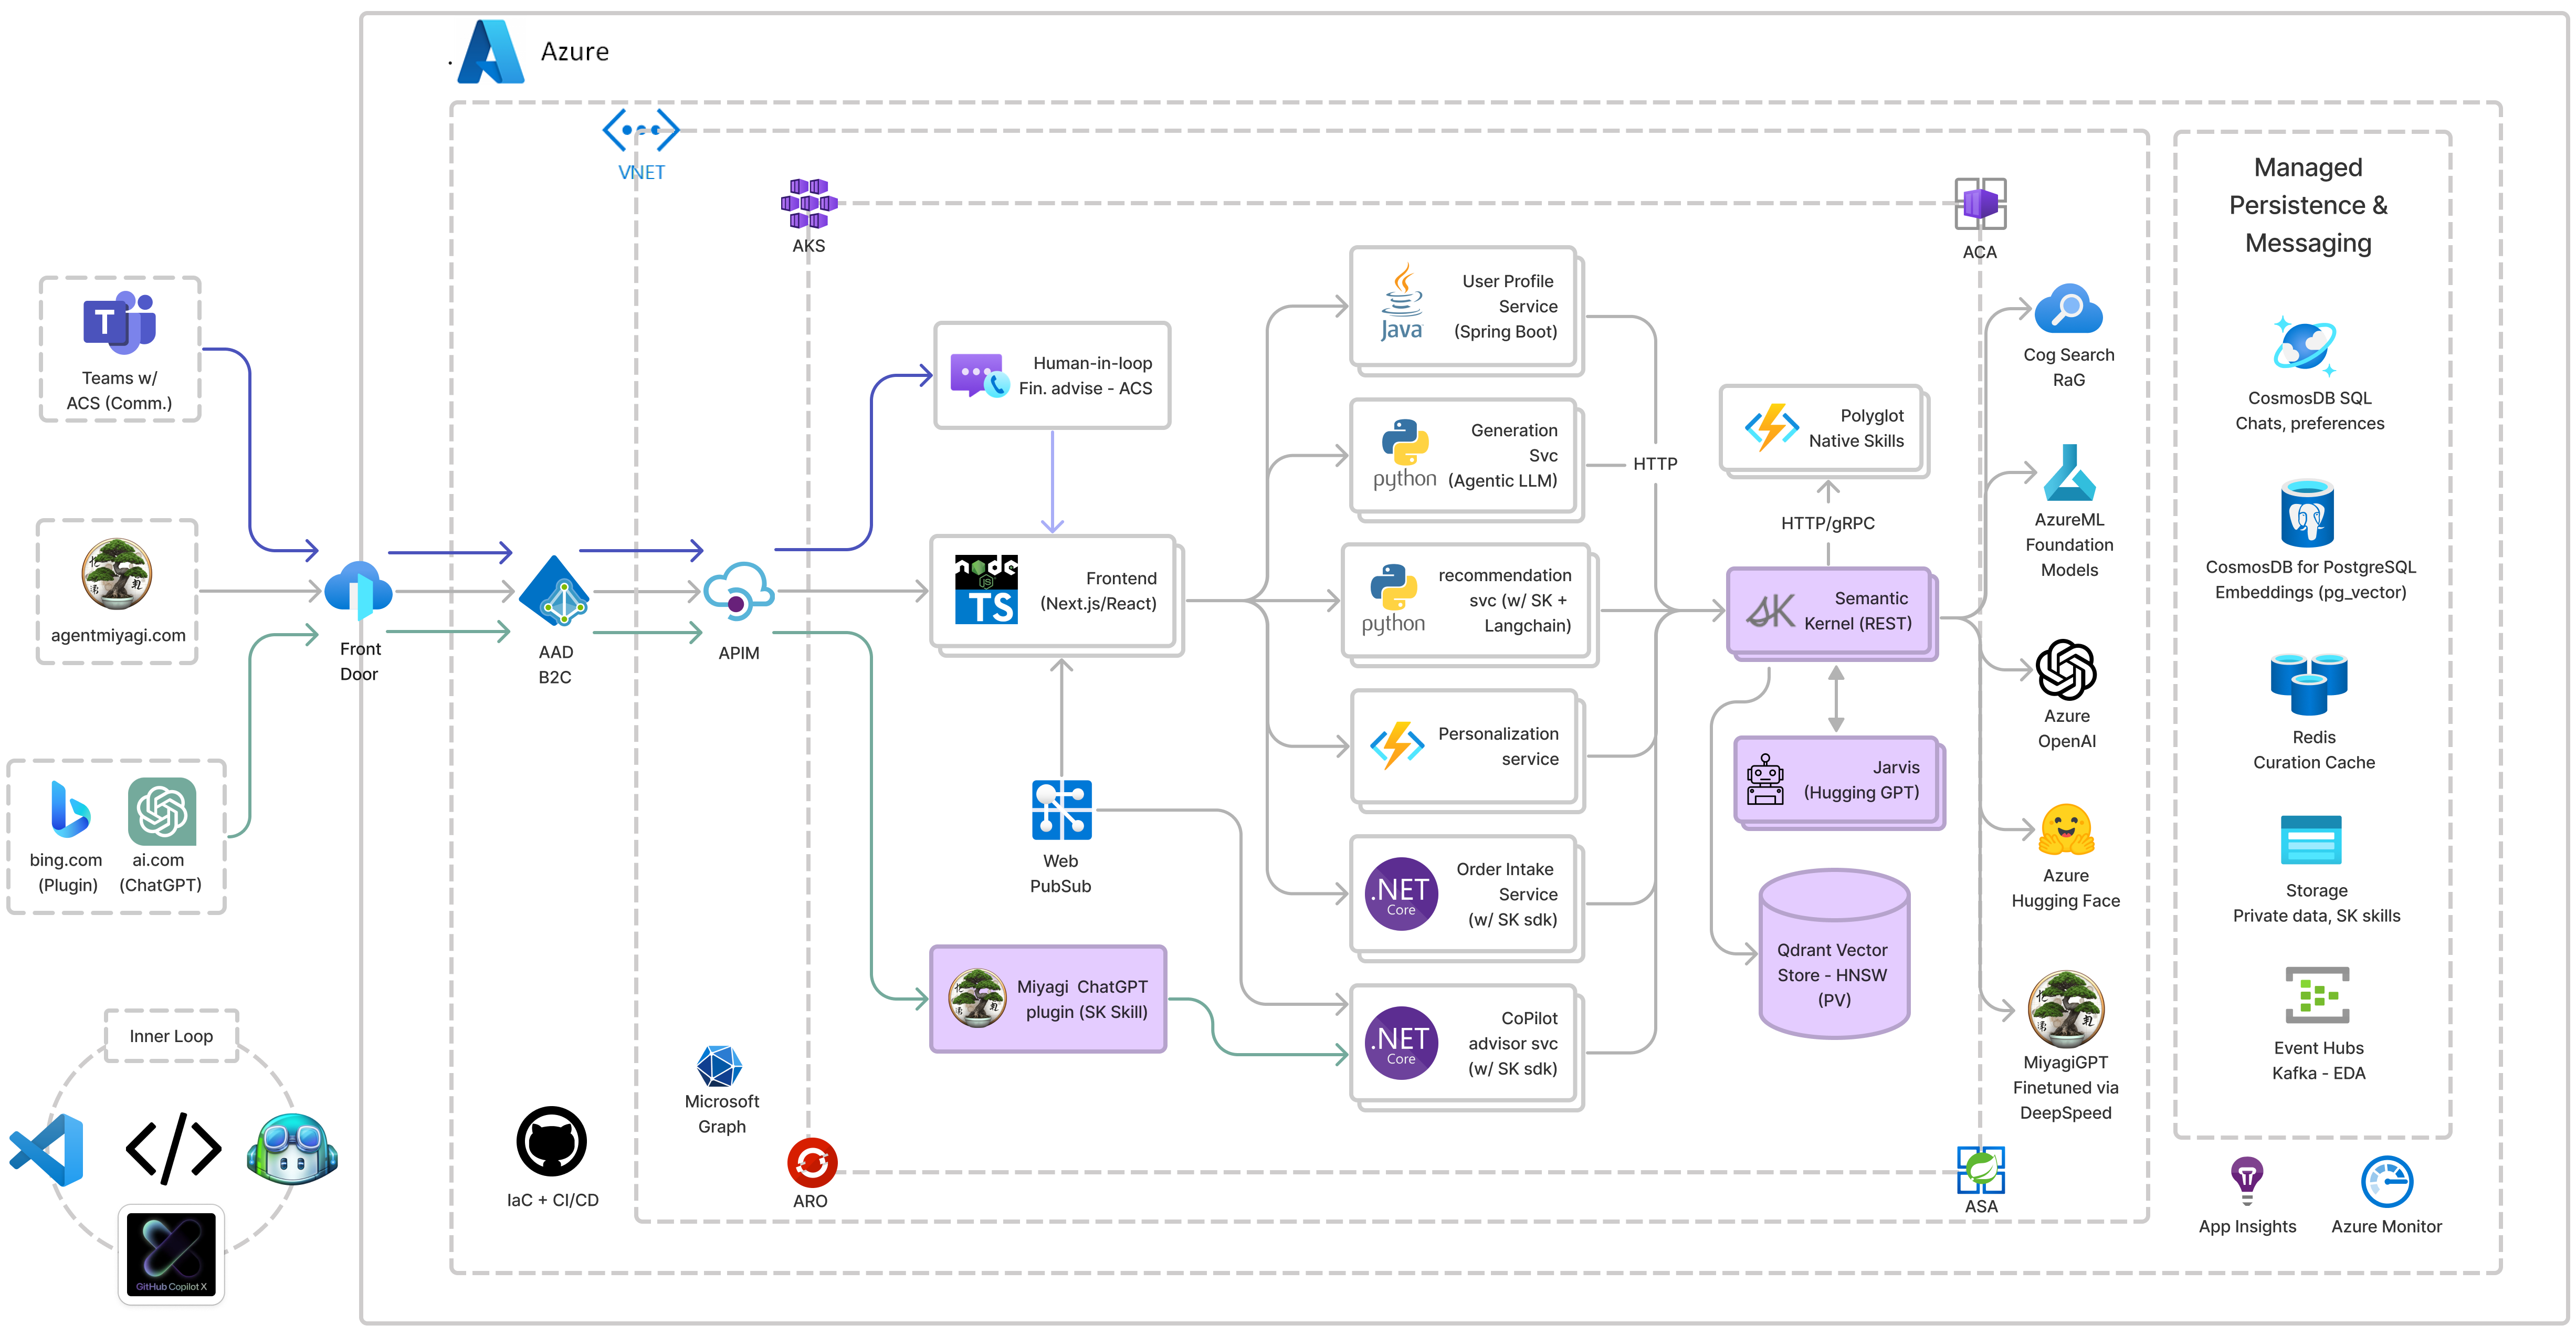 Azure
VNET
AKS
ACA
Managed
Persistence &
Messaging
T
Teams w/
ACS (Comm.)
agentmiyagi.com
bing.com
(Plugin)
ai.com
(ChatGPT)
Inner Loop
GitHub Copilot X
Front
Door
AAD
B2C
APIM
Human-in-loop
Fin. advise - ACS
node
JS
TS
Frontend
(Next.js/React)
Web
PubSub
Miyagi ChatGPT
plugin (SK Skill)
Microsoft
Graph
IaC + CI/CD
ARO
Java
User Profile
Service
(Spring Boot)
python
Generation
Svc
(Agentic LLM)
python
recommendation
svc (w/ SK +
Langchain)
Personalization
service
.NET
Core
Order Intake
Service
(w/ SK sdk)
.NET
Core
CoPilot
advisor svc
(w/ SK sdk)
HTTP
Polyglot
Native Skills
HTTP/gRPC
SK
Semantic
Kernel (REST)
Jarvis
(Hugging GPT)
Qdrant Vector
Store - HNSW
(PV)
Cog Search
RaG
AzureML
Foundation
Models
Azure
OpenAI
Azure
Hugging Face
MiyagiGPT
Finetuned via
DeepSpeed
ASA
CosmosDB SQL
Chats, preferences
CosmosDB for PostgreSQL
Embeddings (pg_vector)
Redis
Curation Cache
Storage
Private data, SK skills
Event Hubs
Kafka - EDA
App Insights
Azure Monitor